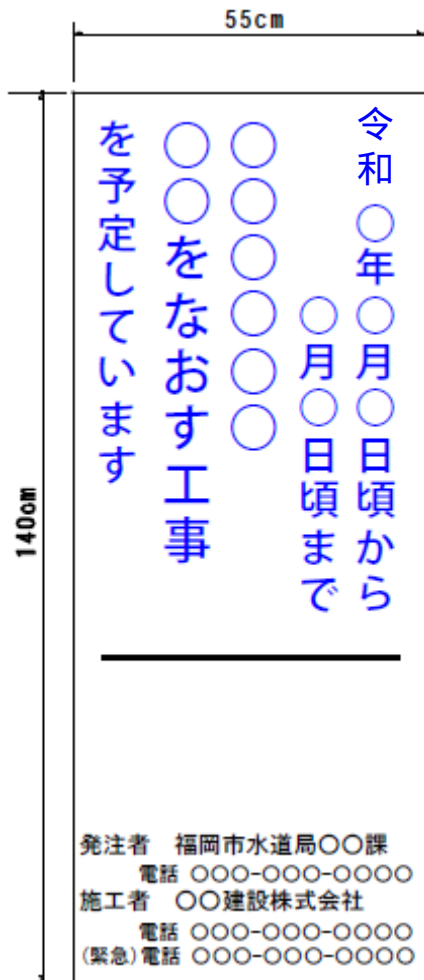 55cm
140cm
令和 ○年○月○日頃から
○月○日頃まで
○○○○○○
○○をなおす工事
を予定しています
発注者 福岡市水道局○○課
電話 ○○○-○○○-○○○○
施工者 ○○建設株式会社
電話 ○○○-○○○-○○○○
(緊急)電話 ○○○-○○○-○○○○